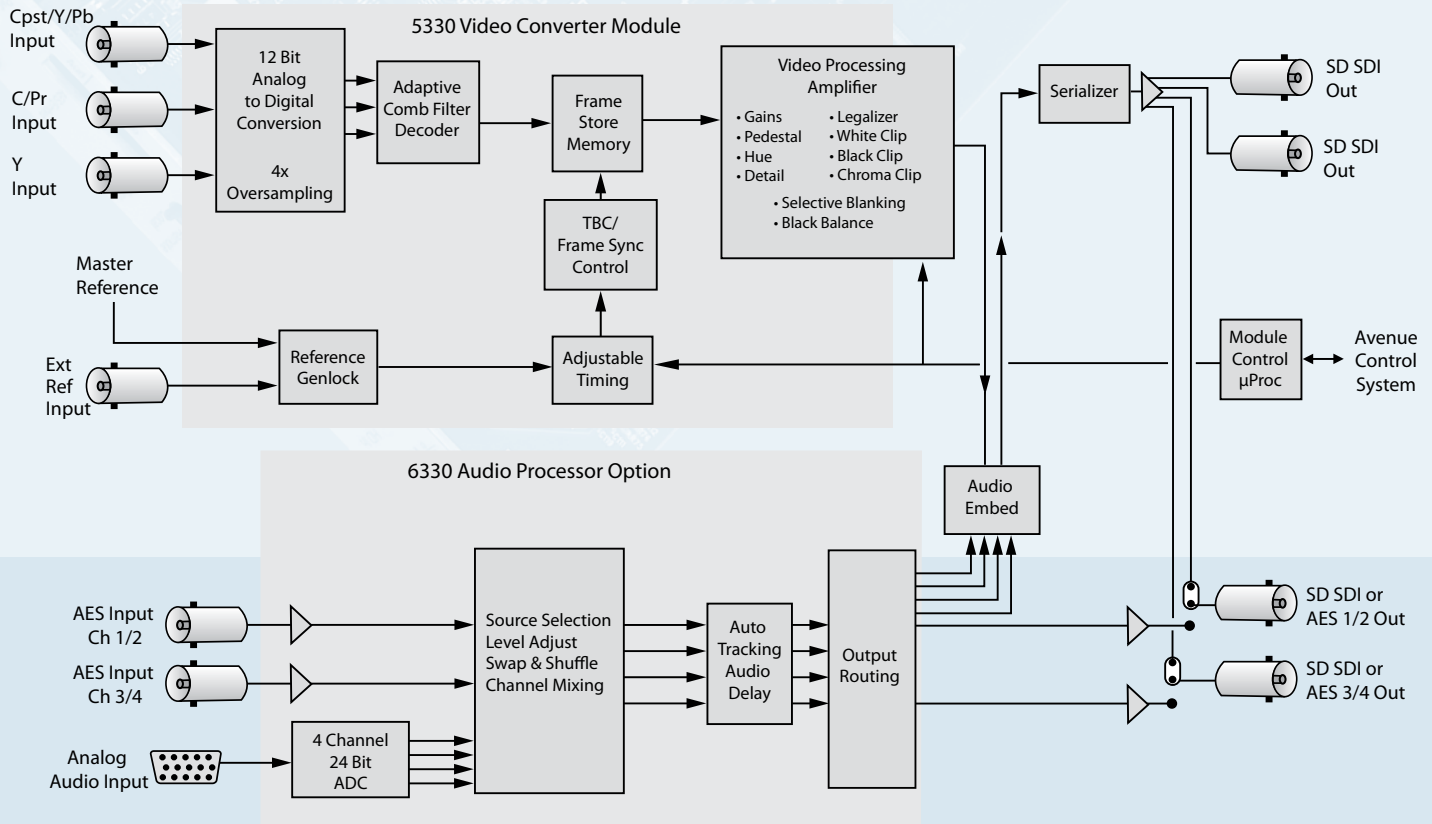 5330 Video Converter Module
Cpst/Y/Pb
Input
C/Pr
Input
Y
Input
12 Bit
Analog
to Digital
Conversion
4x
Oversampling
Adaptive
Comb Filter
Decoder
Frame
Store
Memory
Video Processing
Amplifier
• Gains
• Pedestal
• Hue
• Detail
• Legalizer
• White Clip
• Black Clip
• Chroma Clip
• Selective Blanking
• Black Balance
Serializer
SD SDI
Out
SD SDI
Out
TBC/
Frame Sync
Control
Master
Reference
Ext
Ref
Input
Reference
Genlock
Adjustable
Timing
Module
Control
µProc
Avenue
Control
System
6330 Audio Processor Option
Audio
Embed
AES Input
Ch 1/2
AES Input
Ch 3/4
Analog
Audio Input
4 Channel
24 Bit
ADC
Source Selection
Level Adjust
Swap & Shuffle
Channel Mixing
Auto
Tracking
Audio
Delay
Output
Routing
SD SDI or
AES 1/2 Out
SD SDI or
AES 3/4 Out